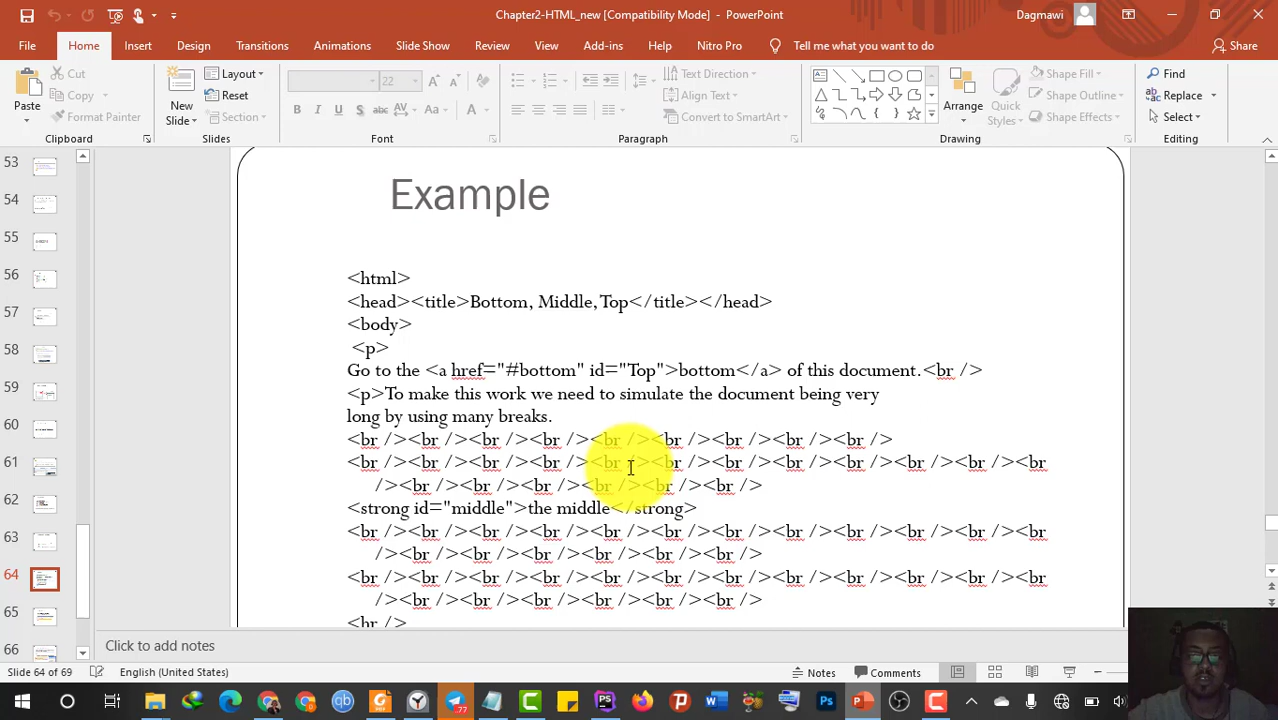 Chapter2-HTML_new [Compatibility Mode] - PowerPoint
Dagmawi
File Home Insert Design Transitions Animations Slide Show Review View Add-ins Help Nitro Pro Tell me what you want to do Share
Paste
Cut
Copy
Format Painter
Clipboard
New Slide
Layout
Reset
Section
Slides
22
B I U S abc AV Aa A
Font
Text Direction
Align Text
Convert to SmartArt
Paragraph
Arrange
Quick Styles
Shape Fill
Shape Outline
Shape Effects
Drawing
Find
Replace
Select
Editing
53
54
55
56
57
58
59
60
61
62
63
64
65
66
Example
<html>
<head><title>Bottom, Middle, Top</title></head>
<body>
<p>
Go to the <a href="#bottom" id="Top">bottom</a> of this document.<br />
<p>To make this work we need to simulate the document being very
long by using many breaks.
<br /><br /><br /><br /><br /><br /><br /><br /><br />
<br /><br /><br /><br /><br /><br /><br /><br /><br /><br /><br /><br
/><br /><br /><br /><br /><br /><br />
<strong id="middle">the middle</strong>
<br /><br /><br /><br /><br /><br /><br /><br /><br /><br /><br /><br
/><br /><br /><br /><br /><br /><br />
<br /><br /><br /><br /><br /><br /><br /><br /><br /><br /><br /><br
/><br /><br /><br /><br /><br /><br />
<br />
Click to add notes
Slide 64 of 69 English (United States) Notes Comments